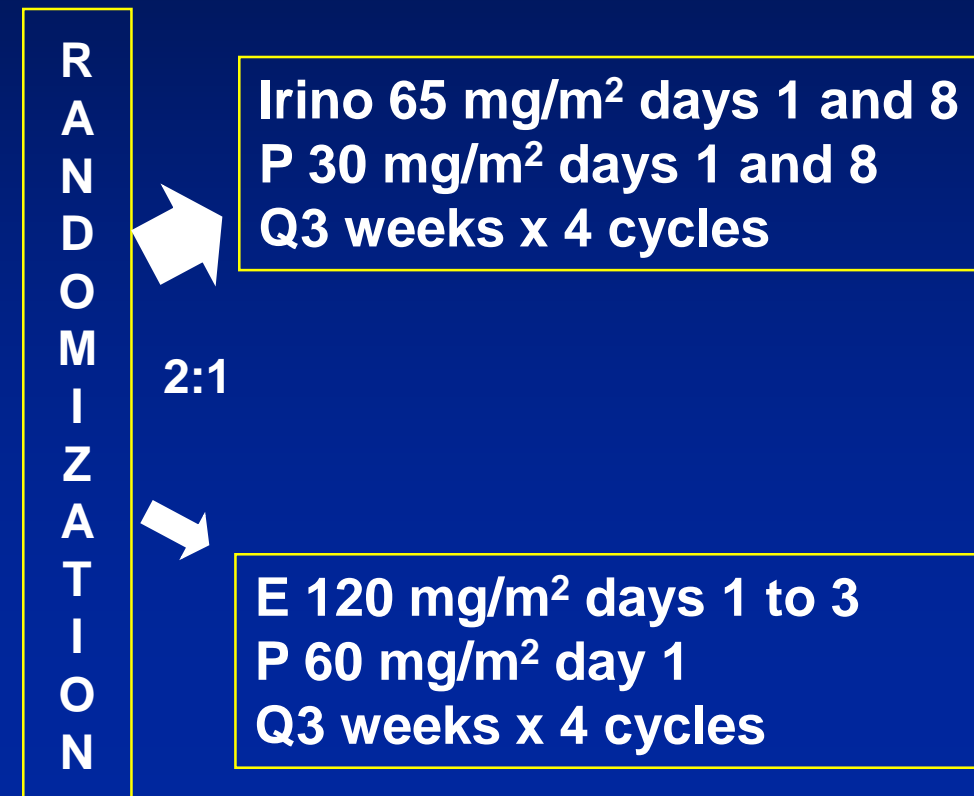 RANDOMIZATION
Irino 65 mg/m² days 1 and 8
P 30 mg/m² days 1 and 8
Q3 weeks x 4 cycles
2:1
E 120 mg/m² days 1 to 3
P 60 mg/m² day 1
Q3 weeks x 4 cycles